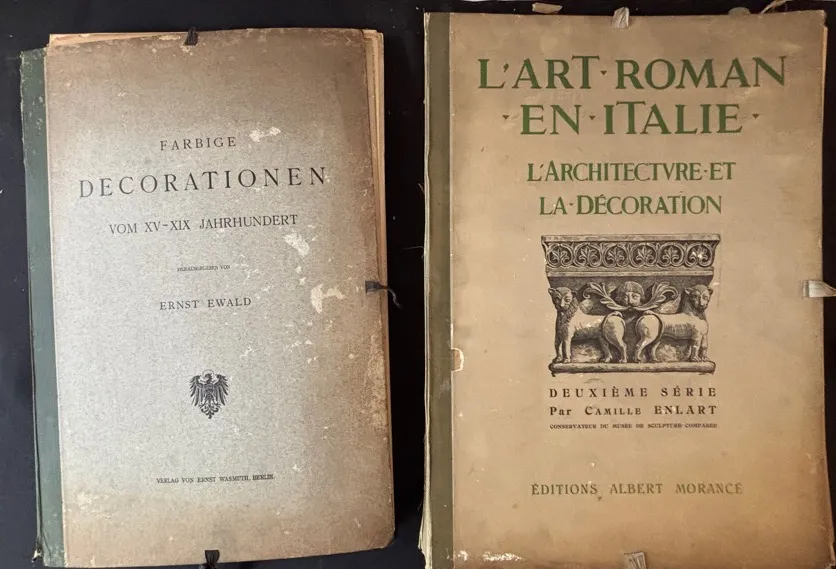 FARBIGE
DECORATIONEN
VOM XV-XIX JAHRHUNDERT
HERAUSGEGEBEN VON
ERNST EWALD
VERLAG VON ERNST WASMUTH, BERLIN.
L'ART·ROMAN
·EN·ITALIE·
L'ARCHITECTVRE·ET
LA·DÉCORATION
DEUXIÈME SÉRIE
Par CAMILLE ENLART
CONSERVATEUR DU MUSÉE DE SCULPTURE COMPARÉE
ÉDITIONS ALBERT MORANCÉ